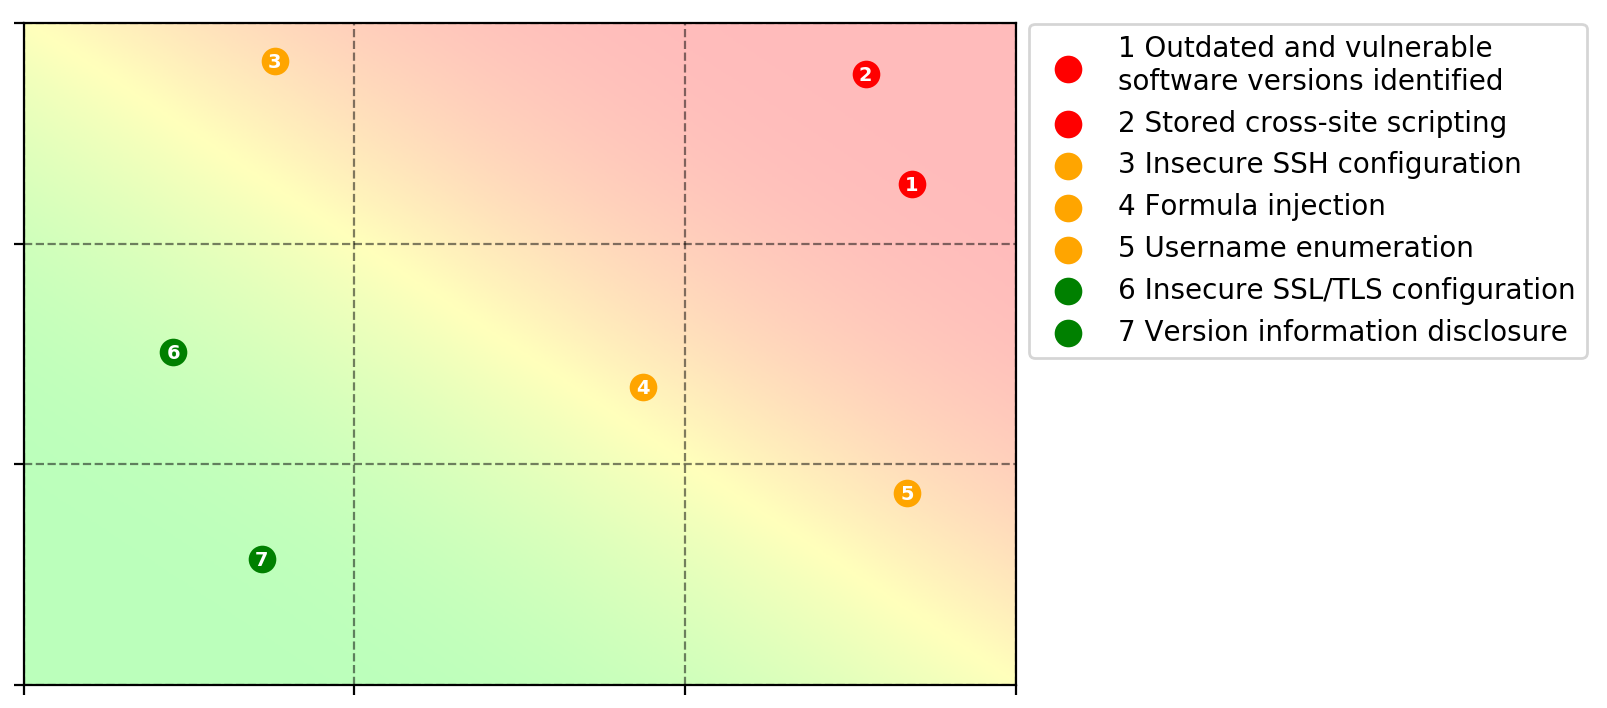 3
2
1
6
4
5
7
1 Outdated and vulnerable
software versions identified
2 Stored cross-site scripting
3 Insecure SSH configuration
4 Formula injection
5 Username enumeration
6 Insecure SSL/TLS configuration
7 Version information disclosure